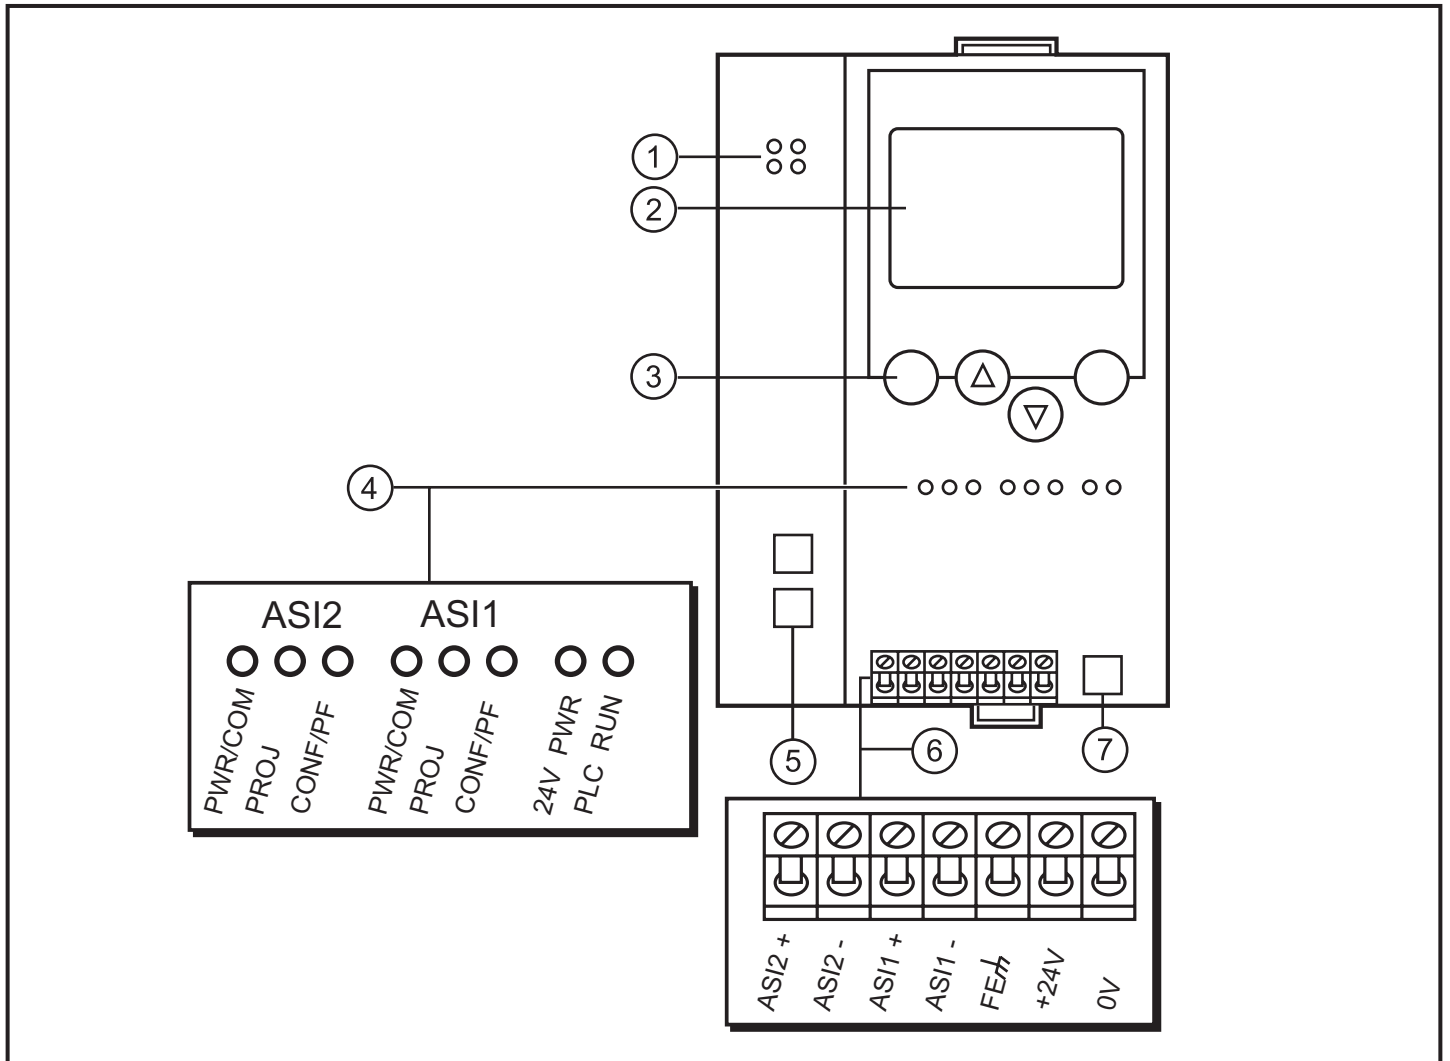 1
2
3
4
ASI2 ASI1
PWR/COM
PROJ
CONF/PF
PWR/COM
PROJ
CONF/PF
24V PWR
PLC RUN
5
6
7
ASI2 +
ASI2 -
ASI1 +
ASI1 -
FE
+24V
0V